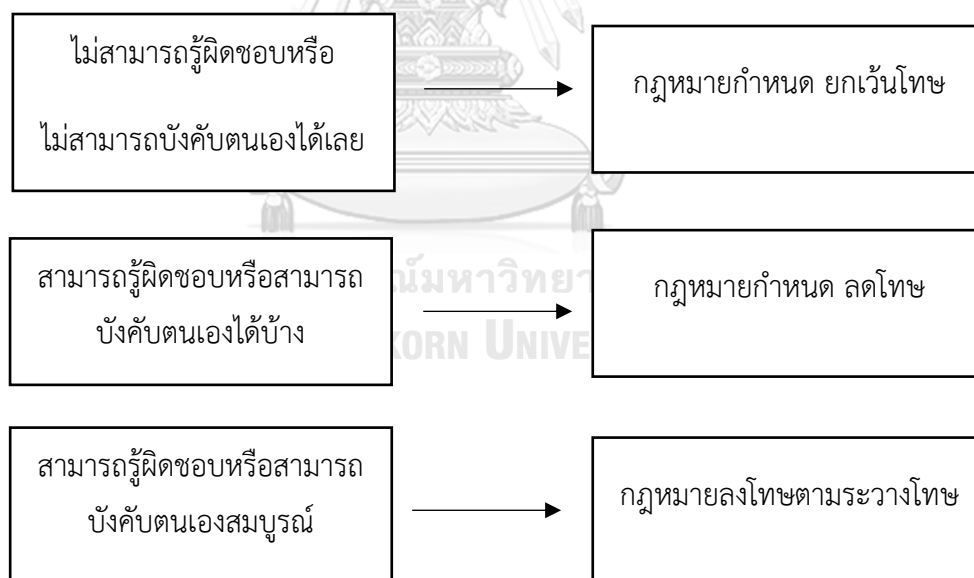 ไม่สามารถรู้ผิดชอบหรือ
ไม่สามารถบังคับตนเองได้เลย
กฎหมายกำหนด ยกเว้นโทษ
สามารถรู้ผิดชอบหรือสามารถ
บังคับตนเองได้บ้าง
กฎหมายกำหนด ลดโทษ
สามารถรู้ผิดชอบหรือสามารถ
บังคับตนเองสมบูรณ์
กฎหมายลงโทษตามระวางโทษ